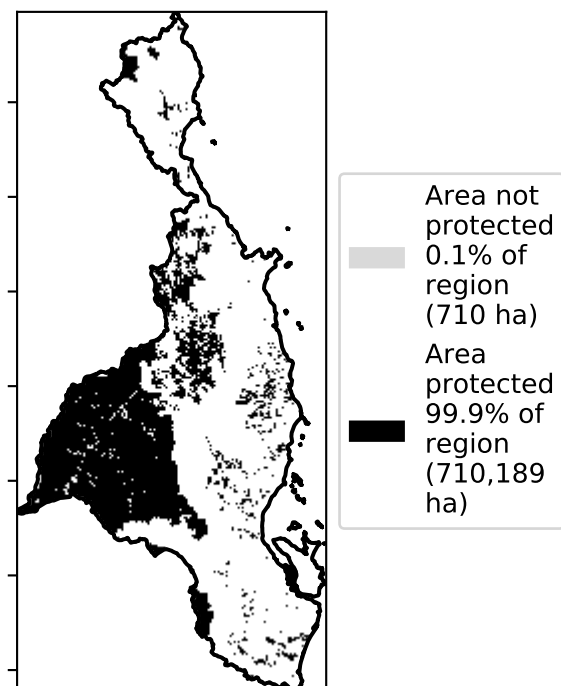 Area not
protected
0.1% of
region
(710 ha)
Area
protected
99.9% of
region
(710,189
ha)